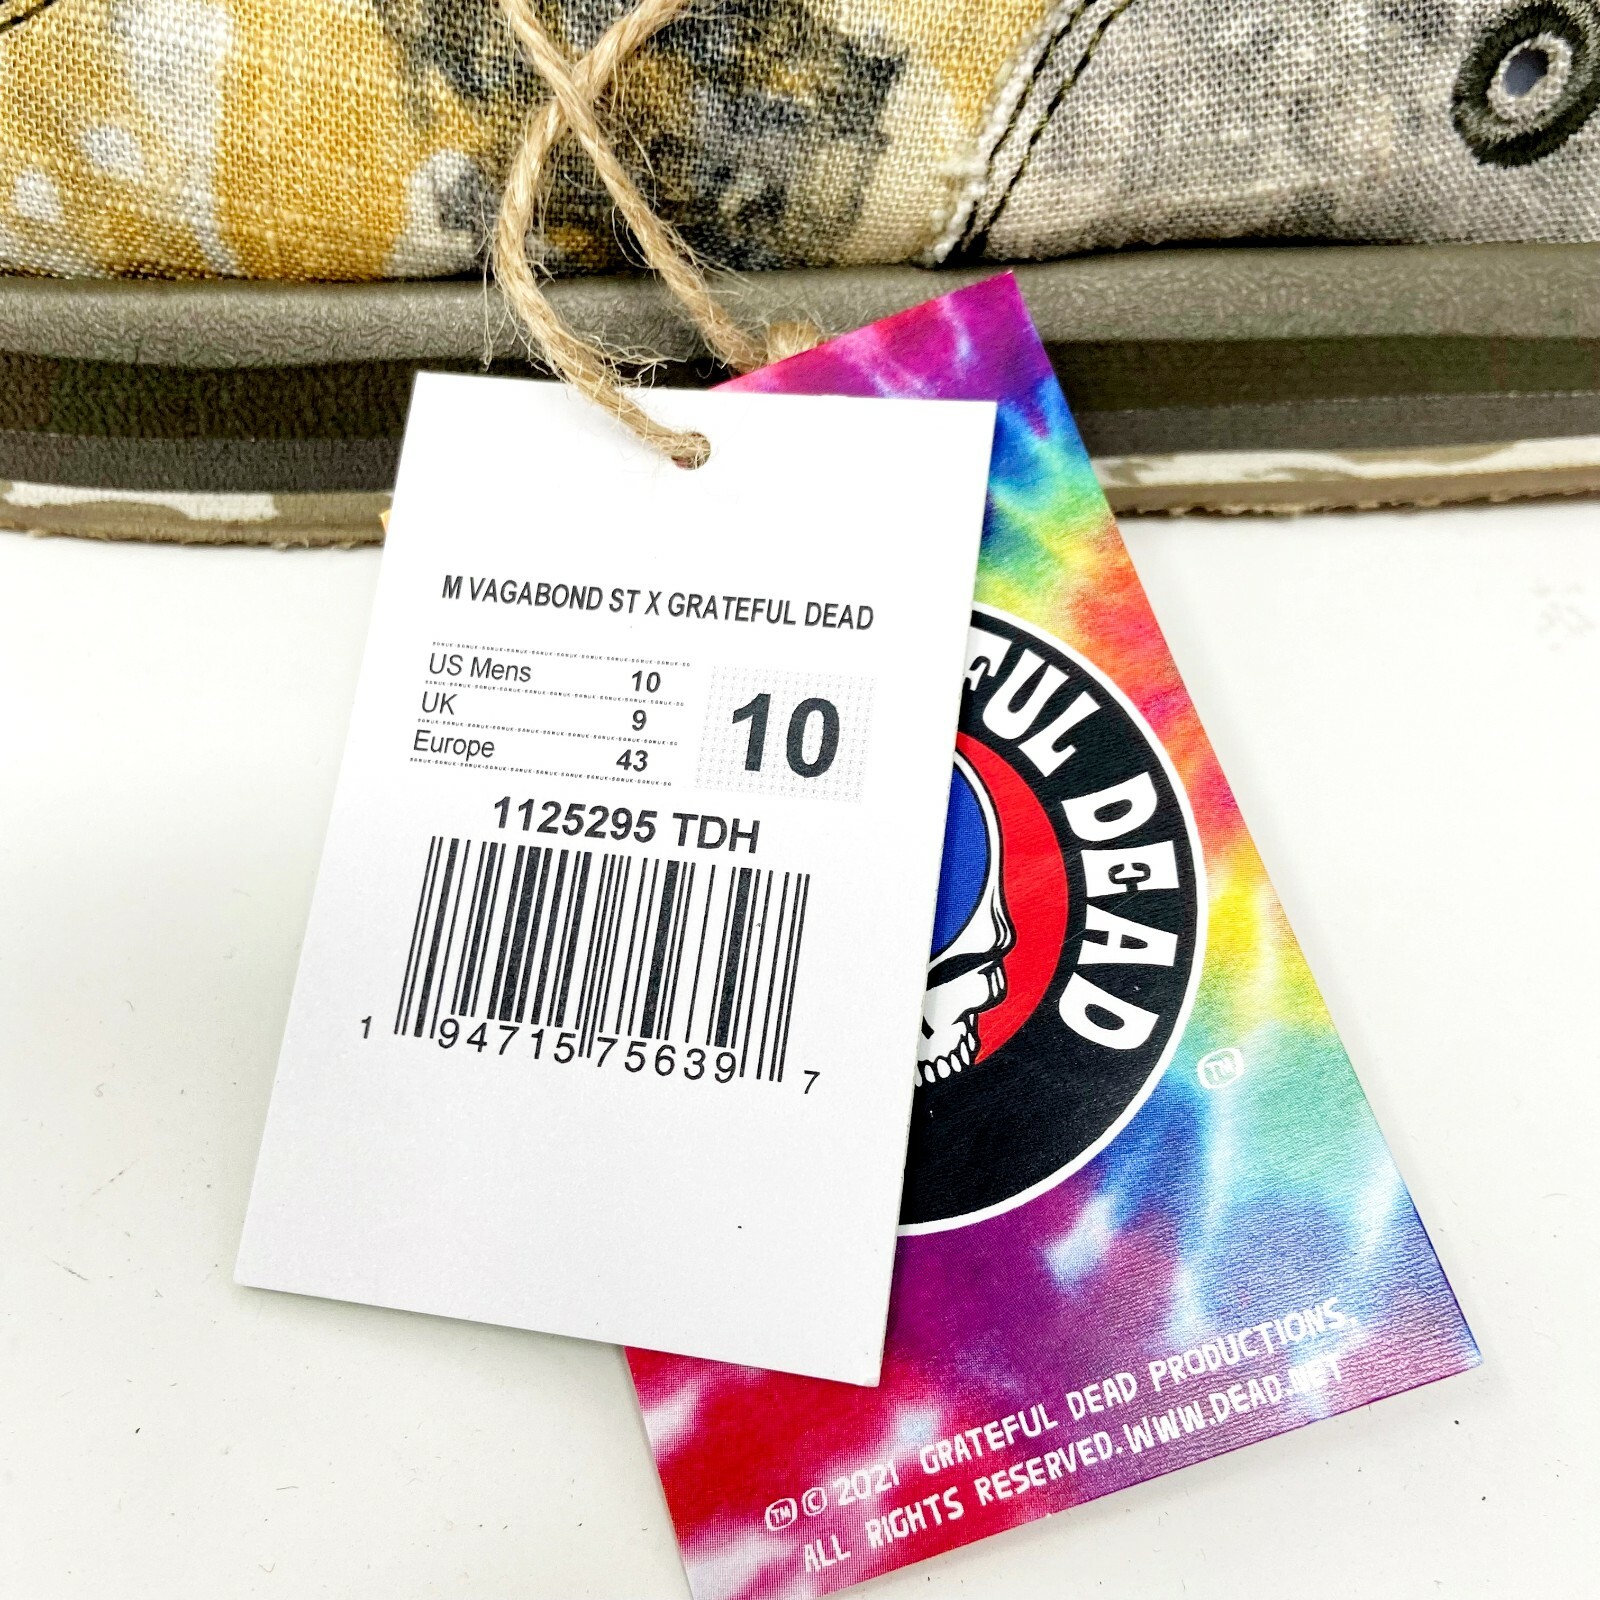 M VAGABOND ST X GRATEFUL DEAD
US Mens 10
UK 9
Europe 43
10
1125295 TDH
1 94715 75639 7
FUL DEAD
TM
TM © 2021 GRATEFUL DEAD PRODUCTIONS.
ALL RIGHTS RESERVED. WWW.DEAD.NET